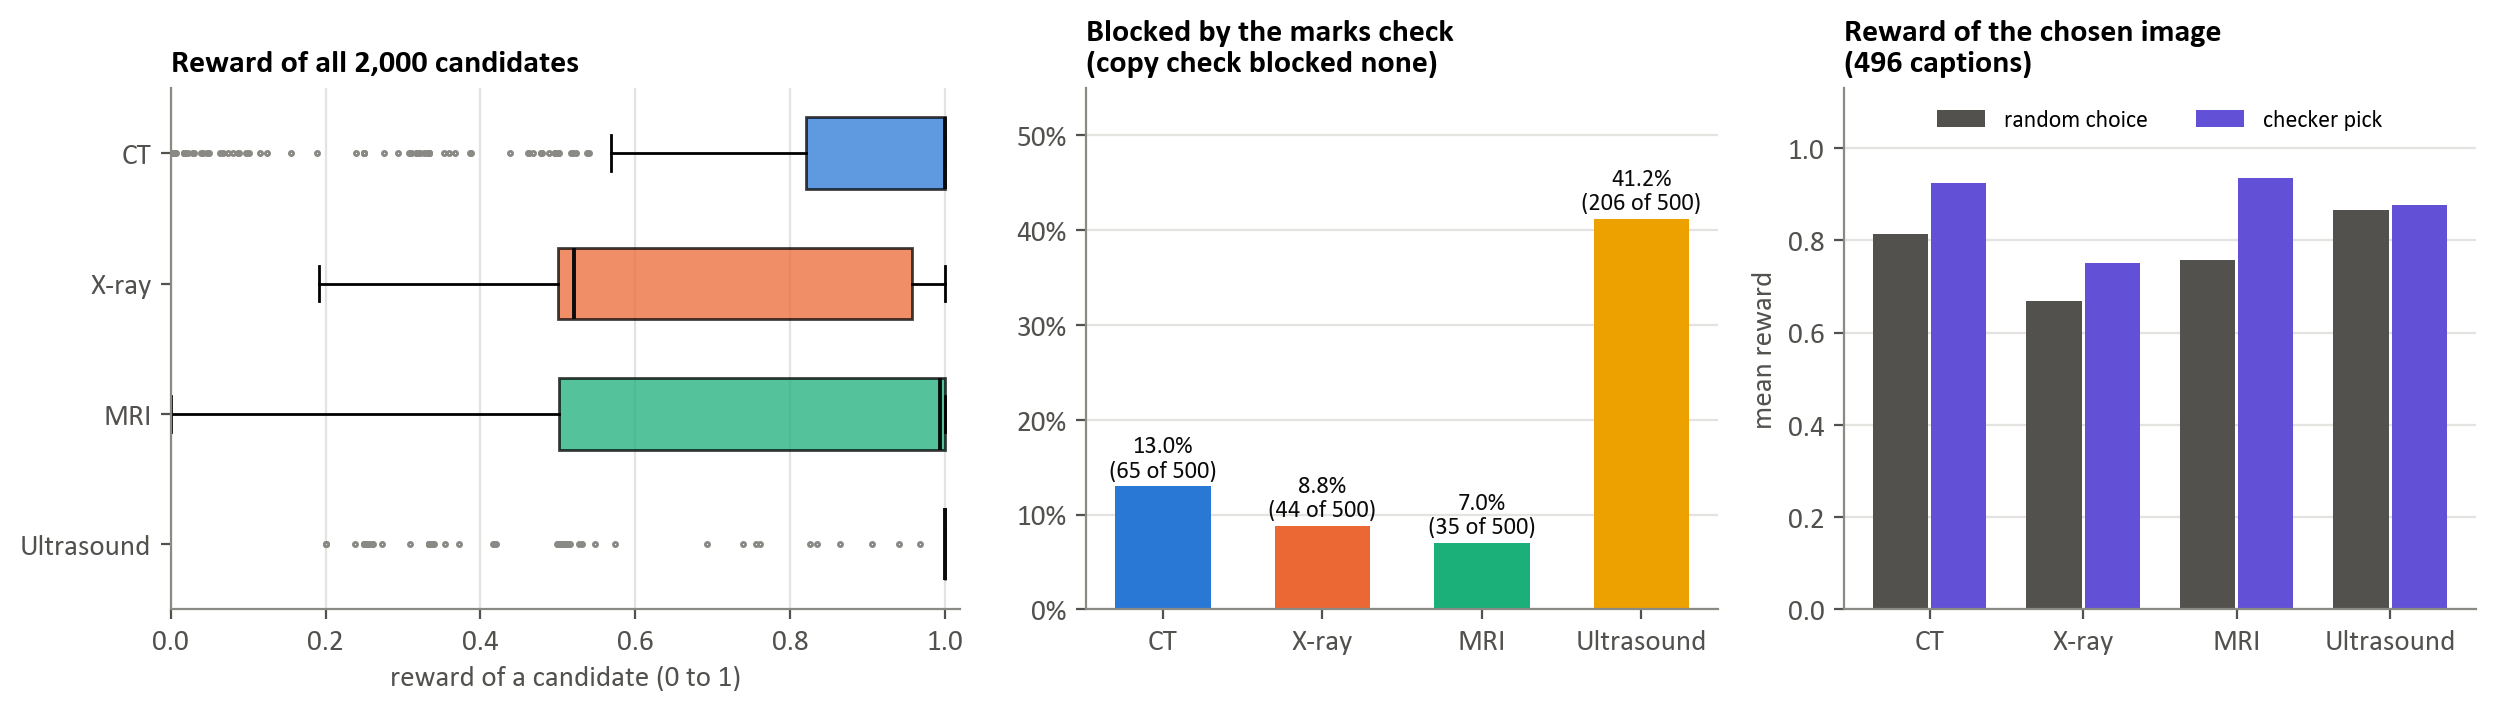 Reward of all 2,000 candidates
CT
X-ray
MRI
Ultrasound
0.0 0.2 0.4 0.6 0.8 1.0
reward of a candidate (0 to 1)
Blocked by the marks check
(copy check blocked none)
50%
40%
30%
20%
10%
0%
13.0%
(65 of 500)
8.8%
(44 of 500)
7.0%
(35 of 500)
41.2%
(206 of 500)
CT X-ray MRI Ultrasound
Reward of the chosen image
(496 captions)
random choice checker pick
mean reward
1.0
0.8
0.6
0.4
0.2
0.0
CT X-ray MRI Ultrasound